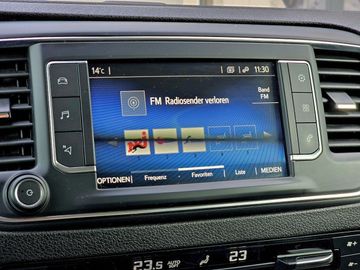 14°C 11:30
FM Radiosender verloren
Band
FM
OPTIONEN Frequenz Favoriten Liste MEDIEN
23.5 AUTO 23